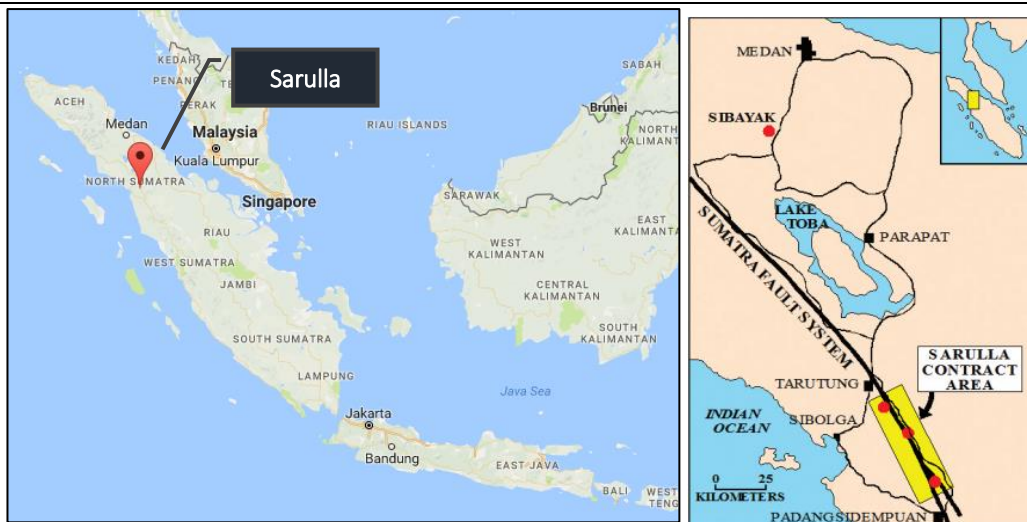 Sarulla
KEDAH
PENANG
PERAK
ACEH
Medan
Malaysia
Kuala Lumpur
RIAU ISLANDS
NORTH SUMATRA
Singapore
RIAU
WEST SUMATRA
JAMBI
SOUTH SUMATRA
LAMPUNG
Jakarta
Bandung
EAST JAVA
BALI
WEST
TENG
Java Sea
SABAH
Brunei
NORTH
KALIMANT
SARAWAK
WEST
KALIMANTAN
EAST
KALIMANTA
CENTRAL
KALIMANTAN
SOUTH
KALIMANTAN
MEDAN
SIBAYAK
LAKE
TOBA
PARAPAT
SUMATRA FAULT SYSTEM
SARULLA
CONTRACT
AREA
TARUTUNG
SIBOLGA
INDIAN
OCEAN
0 25
KILOMETERS
PADANGSIDEMPUAN